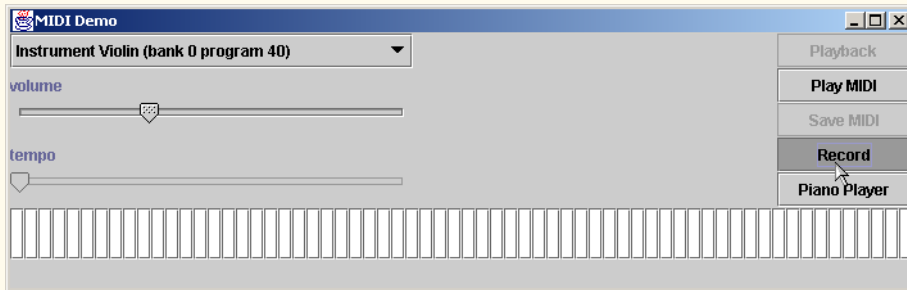 MIDI Demo
Instrument Violin (bank 0 program 40)
Playback
volume
Play MIDI
Save MIDI
tempo
Record
Piano Player